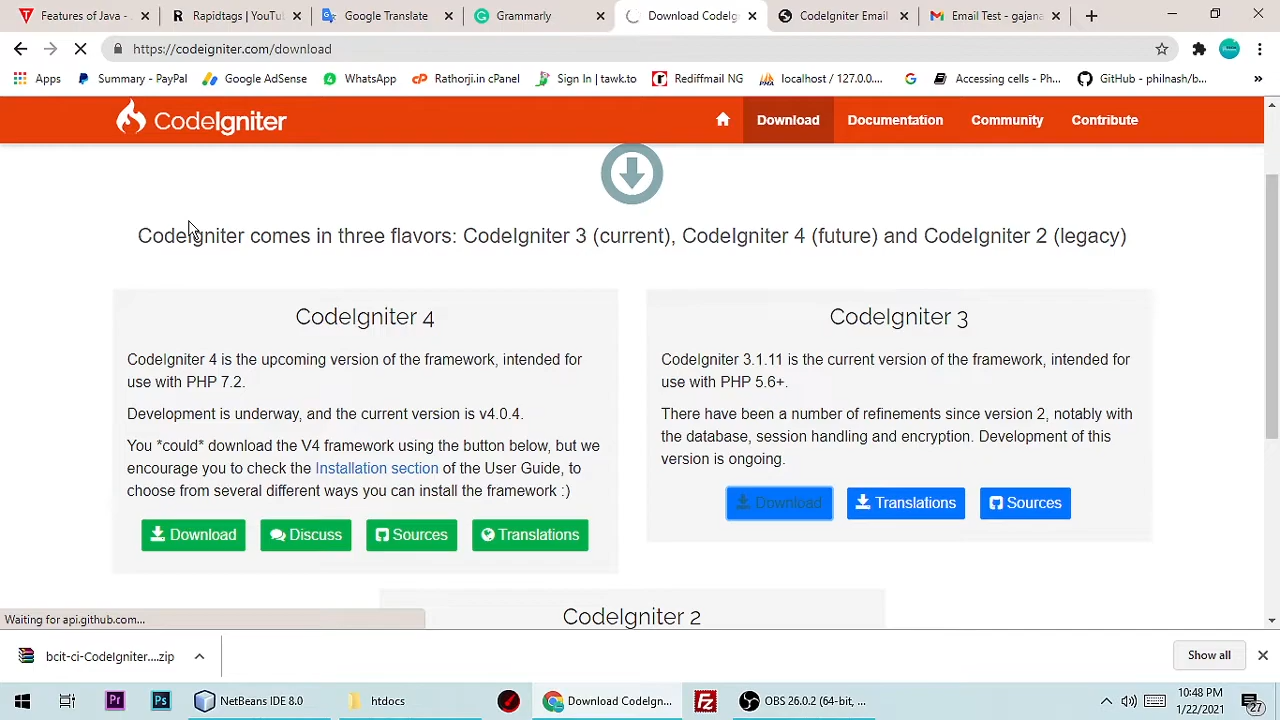 Features of Java -
Rapidtags | YouTu
Google Translate
Grammarly
Download CodeIg
CodeIgniter Email
Email Test - gajana
https://codeigniter.com/download
Apps
Summary - PayPal
Google AdSense
WhatsApp
Rathorji.in cPanel
Sign In | tawk.to
Rediffmail NG
localhost / 127.0.0....
Accessing cells - Ph...
GitHub - philnash/b...
»
CodeIgniter
Download
Documentation
Community
Contribute
CodeIgniter comes in three flavors: CodeIgniter 3 (current), CodeIgniter 4 (future) and CodeIgniter 2 (legacy)
CodeIgniter 4
CodeIgniter 4 is the upcoming version of the framework, intended for
use with PHP 7.2.
Development is underway, and the current version is v4.0.4.
You *could* download the V4 framework using the button below, but we
encourage you to check the Installation section of the User Guide, to
choose from several different ways you can install the framework :)
Download
Discuss
Sources
Translations
CodeIgniter 3
CodeIgniter 3.1.11 is the current version of the framework, intended for
use with PHP 5.6+.
There have been a number of refinements since version 2, notably with
the database, session handling and encryption. Development of this
version is ongoing.
Download
Translations
Sources
CodeIgniter 2
Waiting for api.github.com...
bcit-ci-CodeIgniter....zip
Show all
Pr
Ps
NetBeans IDE 8.0
htdocs
Download CodeIgn...
Fz
OBS 26.0.2 (64-bit, ...
10:48 PM
1/22/2021
27